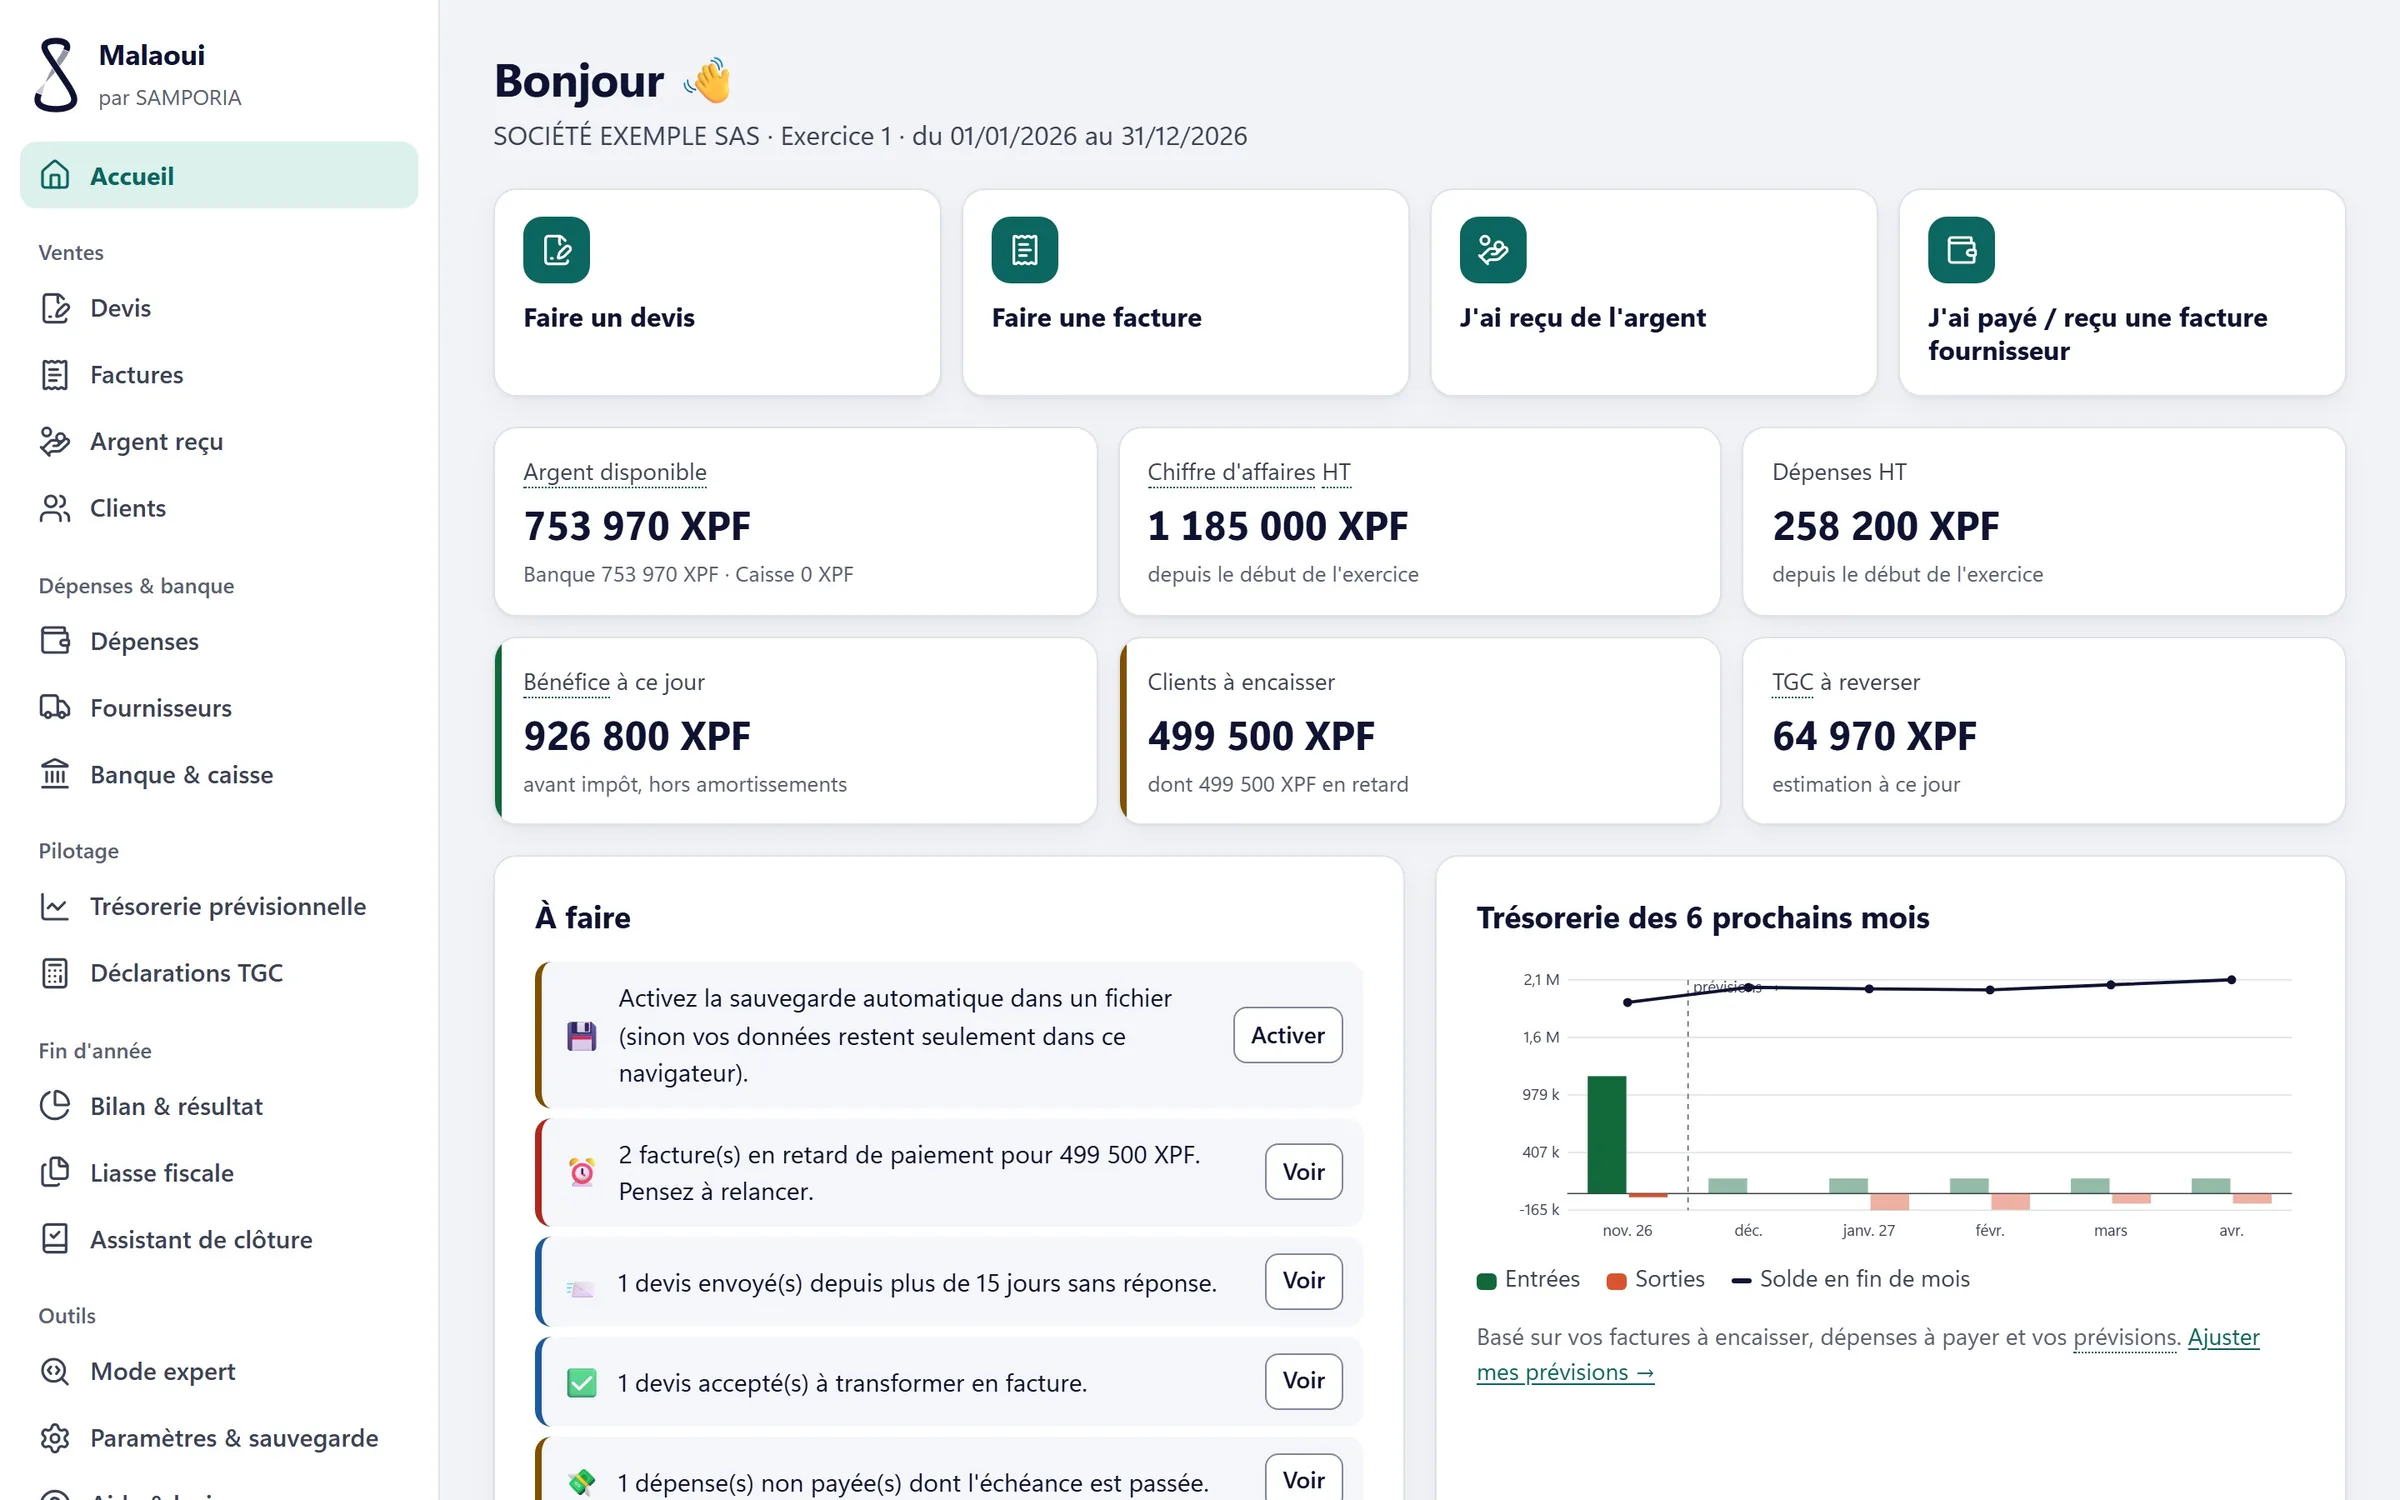 Malaoui
par SAMPORIA
Accueil
Ventes
Devis
Factures
Argent reçu
Clients
Dépenses & banque
Dépenses
Fournisseurs
Banque & caisse
Pilotage
Trésorerie prévisionnelle
Déclarations TGC
Fin d'année
Bilan & résultat
Liasse fiscale
Assistant de clôture
Outils
Mode expert
Paramètres & sauvegarde
Bonjour 👋
SOCIÉTÉ EXEMPLE SAS · Exercice 1 · du 01/01/2026 au 31/12/2026
Faire un devis
Faire une facture
J'ai reçu de l'argent
J'ai payé / reçu une facture
fournisseur
Argent disponible
753 970 XPF
Banque 753 970 XPF · Caisse 0 XPF
Chiffre d'affaires HT
1 185 000 XPF
depuis le début de l'exercice
Dépenses HT
258 200 XPF
depuis le début de l'exercice
Bénéfice à ce jour
926 800 XPF
avant impôt, hors amortissements
Clients à encaisser
499 500 XPF
dont 499 500 XPF en retard
TGC à reverser
64 970 XPF
estimation à ce jour
À faire
Activez la sauvegarde automatique dans un fichier
(sinon vos données restent seulement dans ce
navigateur).
Activer
2 facture(s) en retard de paiement pour 499 500 XPF.
Pensez à relancer.
Voir
1 devis envoyé(s) depuis plus de 15 jours sans réponse.
Voir
1 devis accepté(s) à transformer en facture.
Voir
1 dépense(s) non payée(s) dont l'échéance est passée.
Voir
Trésorerie des 6 prochains mois
prévisions →
2,1 M
1,6 M
979 k
407 k
-165 k
nov. 26 déc. janv. 27 févr. mars avr.
Entrées Sorties Solde en fin de mois
Basé sur vos factures à encaisser, dépenses à payer et vos prévisions. Ajuster
mes prévisions →